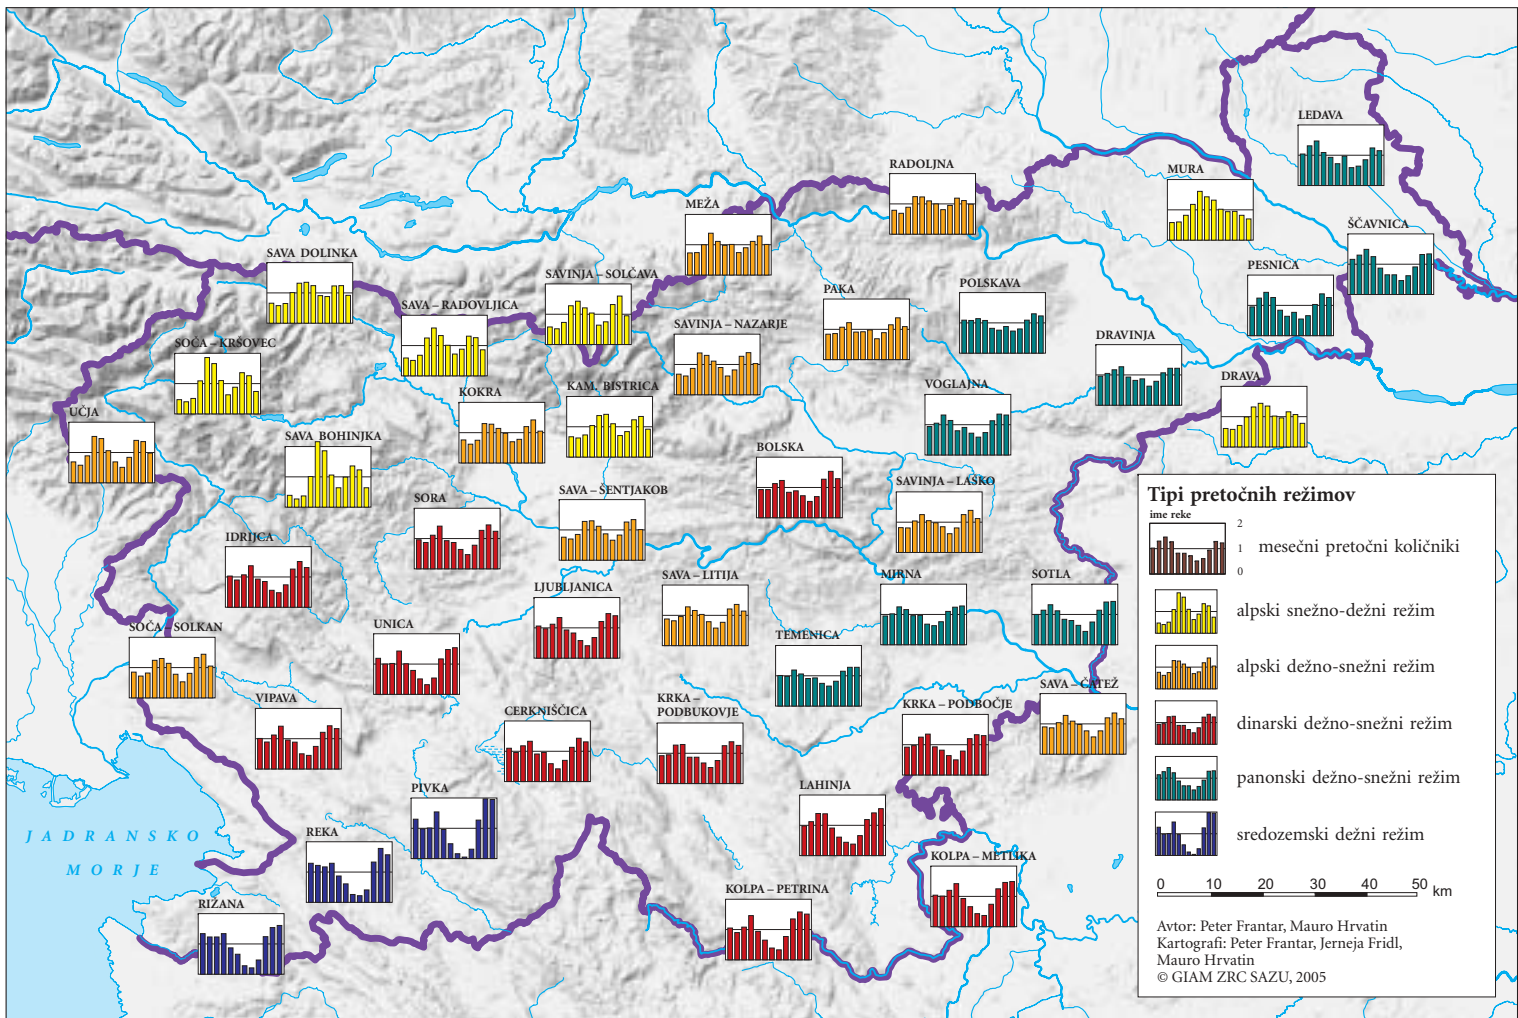 LEDAVA
RADOLJNA
MURA
MEŽA
ŠČAVNICA
SAVA DOLINKA
SAVINJA – SOLČAVA
PESNICA
PAKA
POLSKAVA
SAVA – RADOVLJICA
SAVINJA – NAZARJE
DRAVINJA
SOČA – KRŠOVEC
DRAVA
KOKRA
KAM. BISTRICA
VOGLAJNA
UČJA
SAVA BOHINJKA
BOLSKA
SAVINJA – LAŠKO
SORA
SAVA – ŠENTJAKOB
IDRIJCA
LJUBLJANICA
SAVA – LITIJA
MIRNA
SOTLA
SOČA – SOLKAN
UNICA
TEMENICA
VIPAVA
CERKNIŠČICA
KRKA –
PODBUKOVJE
KRKA – PODBOČJE
SAVA – ČATEŽ
PIVKA
LAHINJA
REKA
KOLPA – METLIKA
KOLPA – PETRINA
RIZANA
JADRANSKO
MORJE
Tipi pretočnih režimov
ime reke
2
1
0
mesečni pretočni količniki
alpski snežno-dežni režim
alpski dežno-snežni režim
dinarski dežno-snežni režim
panonski dežno-snežni režim
sredozemski dežni režim
0 10 20 30 40 50 km
Avtor: Peter Frantar, Mauro Hrvatin
Kartografi: Peter Frantar, Jerneja Fridl,
Mauro Hrvatin
© GIAM ZRC SAZU, 2005